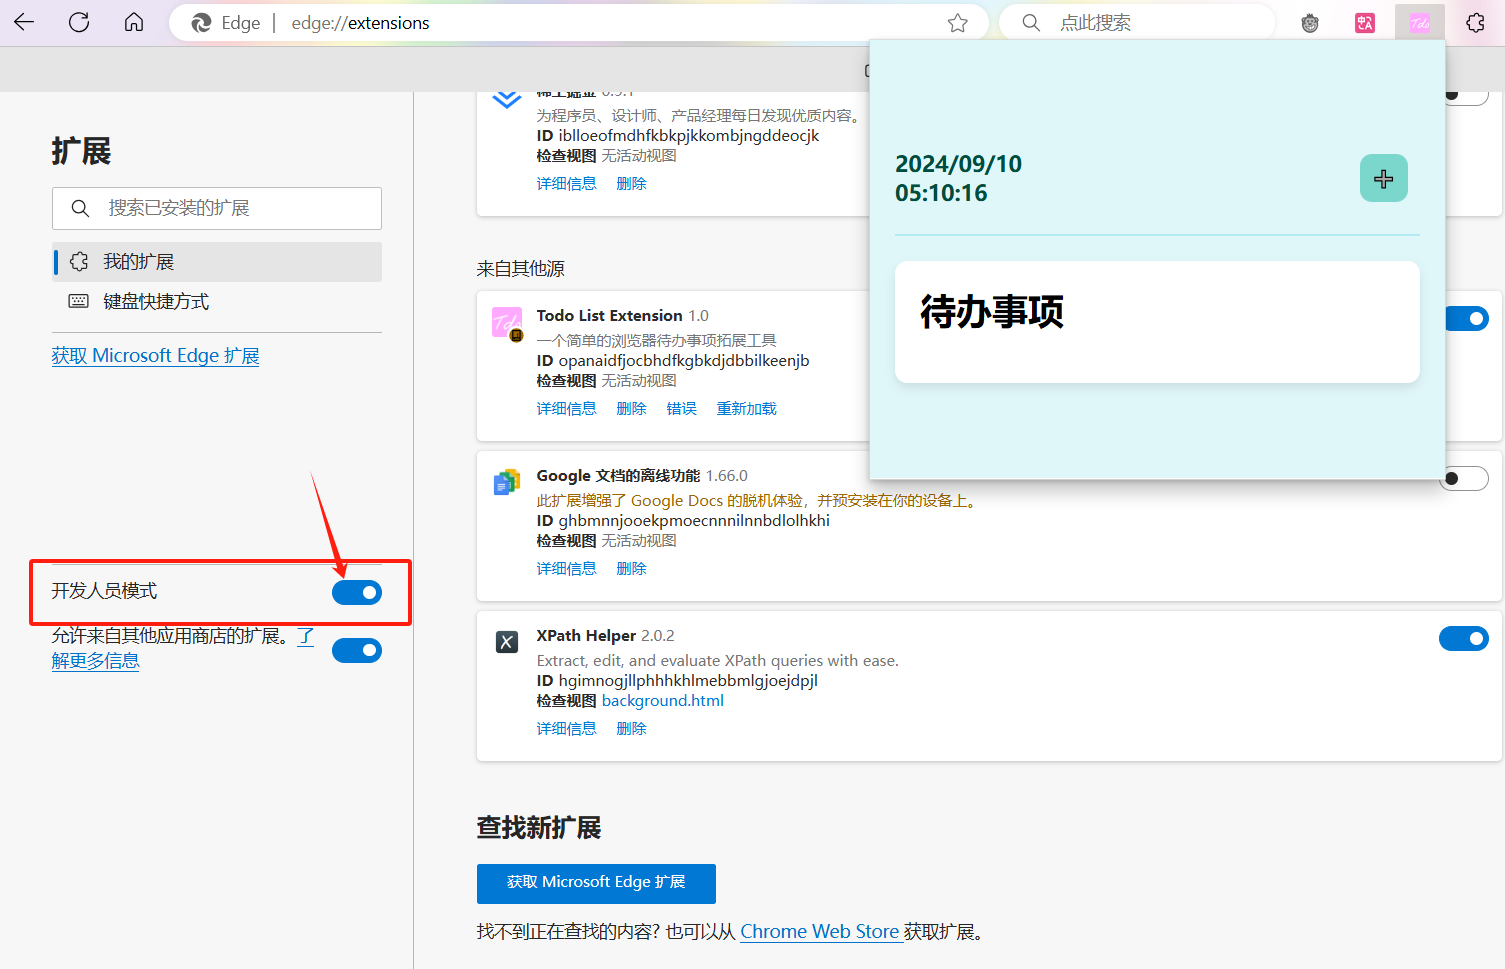 Edge
edge://extensions
点此搜索
扩展
搜索已安装的扩展
我的扩展
键盘快捷方式
获取 Microsoft Edge 扩展
开发人员模式
允许来自其他应用商店的扩展。了
解更多信息
稀土掘金
为程序员、设计师、产品经理每日发现优质内容。
ID iblloeofmdhfkbkpjkkombjngddeocjk
检查视图 无活动视图
详细信息 删除
来自其他源
Todo List Extension 1.0
一个简单的浏览器待办事项拓展工具
ID opanaidfjocbhdfkgbkdjdbbilkeenjb
检查视图 无活动视图
详细信息 删除 错误 重新加载
Google 文档的离线功能 1.66.0
此扩展增强了 Google Docs 的脱机体验，并预安装在你的设备上。
ID ghbmnnjooekpmoecnnnilnnbdlolhkhi
检查视图 无活动视图
详细信息 删除
XPath Helper 2.0.2
Extract, edit, and evaluate XPath queries with ease.
ID hgimnogjllphhhkhlmebbmlgjoejdpjl
检查视图 background.html
详细信息 删除
查找新扩展
获取 Microsoft Edge 扩展
找不到正在查找的内容? 也可以从 Chrome Web Store 获取扩展。
2024/09/10
05:10:16
待办事项